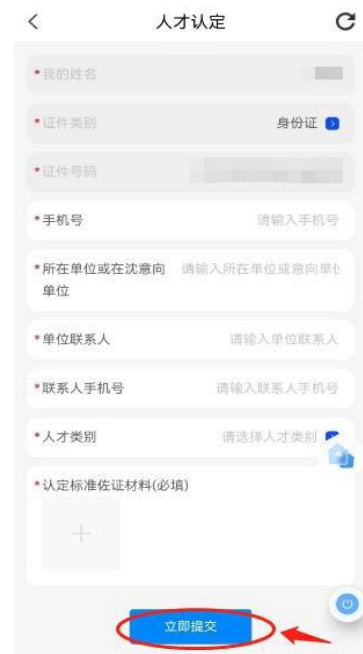 人才认定
*我的姓名
*证件类别 身份证
*证件号码
*手机号 请输入手机号
*所在单位或在沈意向 请输入所在单位或意向单位
单位
*单位联系人 请输入单位联系人
*联系人手机号 请输入联系人手机号
*人才类别 请选择人才类别
*认定标准佐证材料(必填)
立即提交